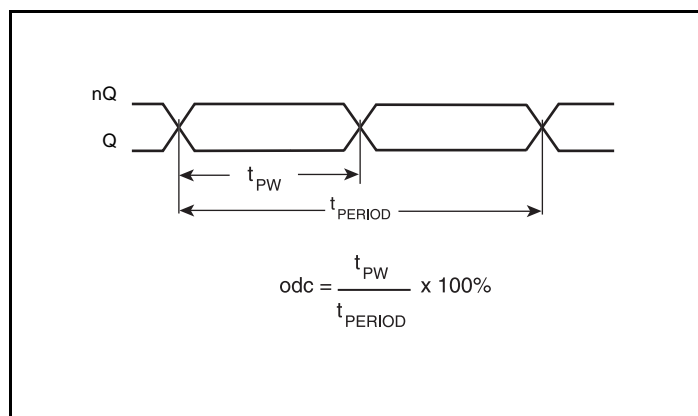 nQ
Q
tPW
tPERIOD
odc = tPW / tPERIOD x 100%